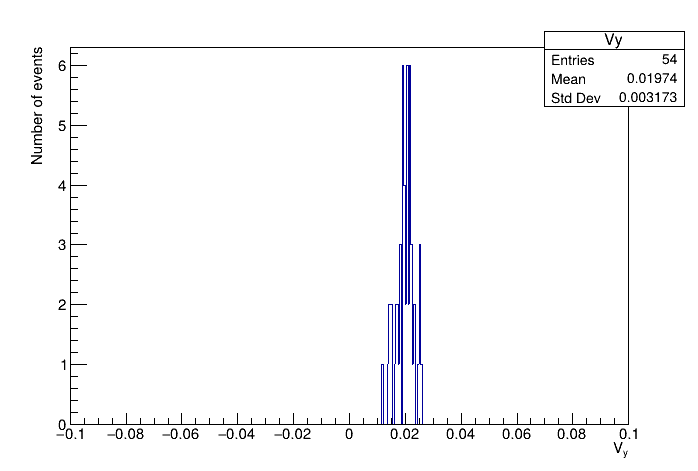 Vy
Entries 54
Mean 0.01974
Std Dev 0.003173
Number of events
6
5
4
3
2
1
0
−0.1 −0.08 −0.06 −0.04 −0.02 0 0.02 0.04 0.06 0.08 0.1
Vy